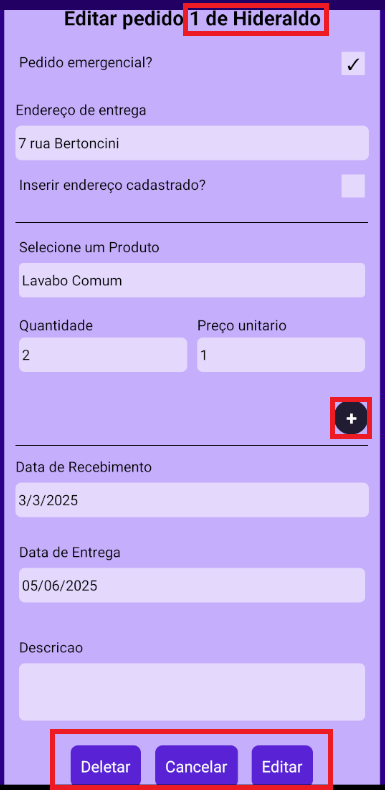 Editar pedido 1 de Hideraldo
Pedido emergencial? ✓
Endereço de entrega
7 rua Bertoncini
Inserir endereço cadastrado?
Selecione um Produto
Lavabo Comum
Quantidade Preço unitario
2 1
+
Data de Recebimento
3/3/2025
Data de Entrega
05/06/2025
Descricao
Deletar Cancelar Editar